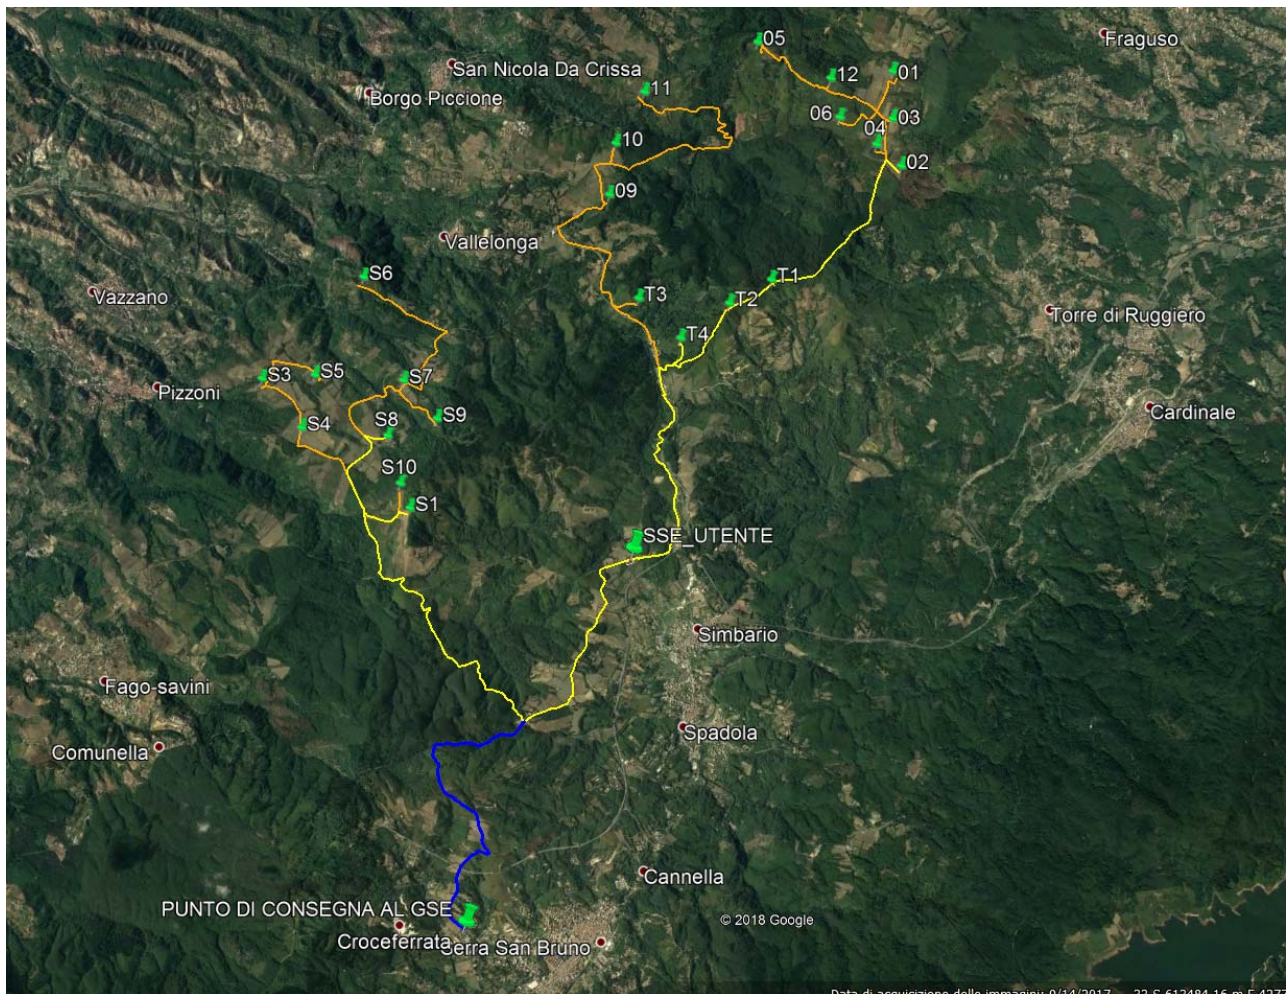 05
Fraguso
San Nicola Da Crissa
12
01
11
Borgo Piccione
06
03
04
10
02
09
Vallelonga
S6
T1
Vazzano
T3
T2
Torre di Ruggiero
T4
S3
S5
S7
Pizzoni
Cardinale
S9
S4
S8
S10
S1
SSE_UTENTE
Simbario
Fago-savini
Spadola
Comunella
Cannella
PUNTO DI CONSEGNA AL GSE
© 2018 Google
Croceferrata
Serra San Bruno